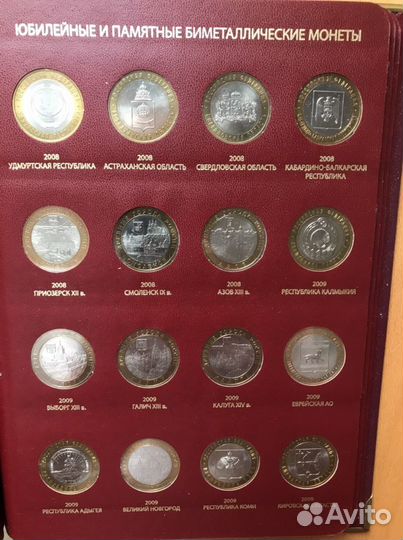 ЮБИЛЕЙНЫЕ И ПАМЯТНЫЕ БИМЕТАЛЛИЧЕСКИЕ МОНЕТЫ
2008
УДМУРТСКАЯ РЕСПУБЛИКА
2008
АСТРАХАНСКАЯ ОБЛАСТЬ
2008
СВЕРДЛОВСКАЯ ОБЛАСТЬ
2008
КАБАРДИНО-БАЛКАРСКАЯ
РЕСПУБЛИКА
2008
ПРИОЗЕРСК XII в.
2008
СМОЛЕНСК IX в.
2008
АЗОВ XIII в.
2009
РЕСПУБЛИКА КАЛМЫКИЯ
2009
ВЫБОРГ XIII в.
2009
ГАЛИЧ XIII в.
2009
КАЛУГА XIV в.
2009
ЕВРЕЙСКАЯ АО
2009
РЕСПУБЛИКА АДЫГЕЯ
2009
ВЕЛИКИЙ НОВГОРОД
2009
РЕСПУБЛИКА КОМИ
2009
Avito